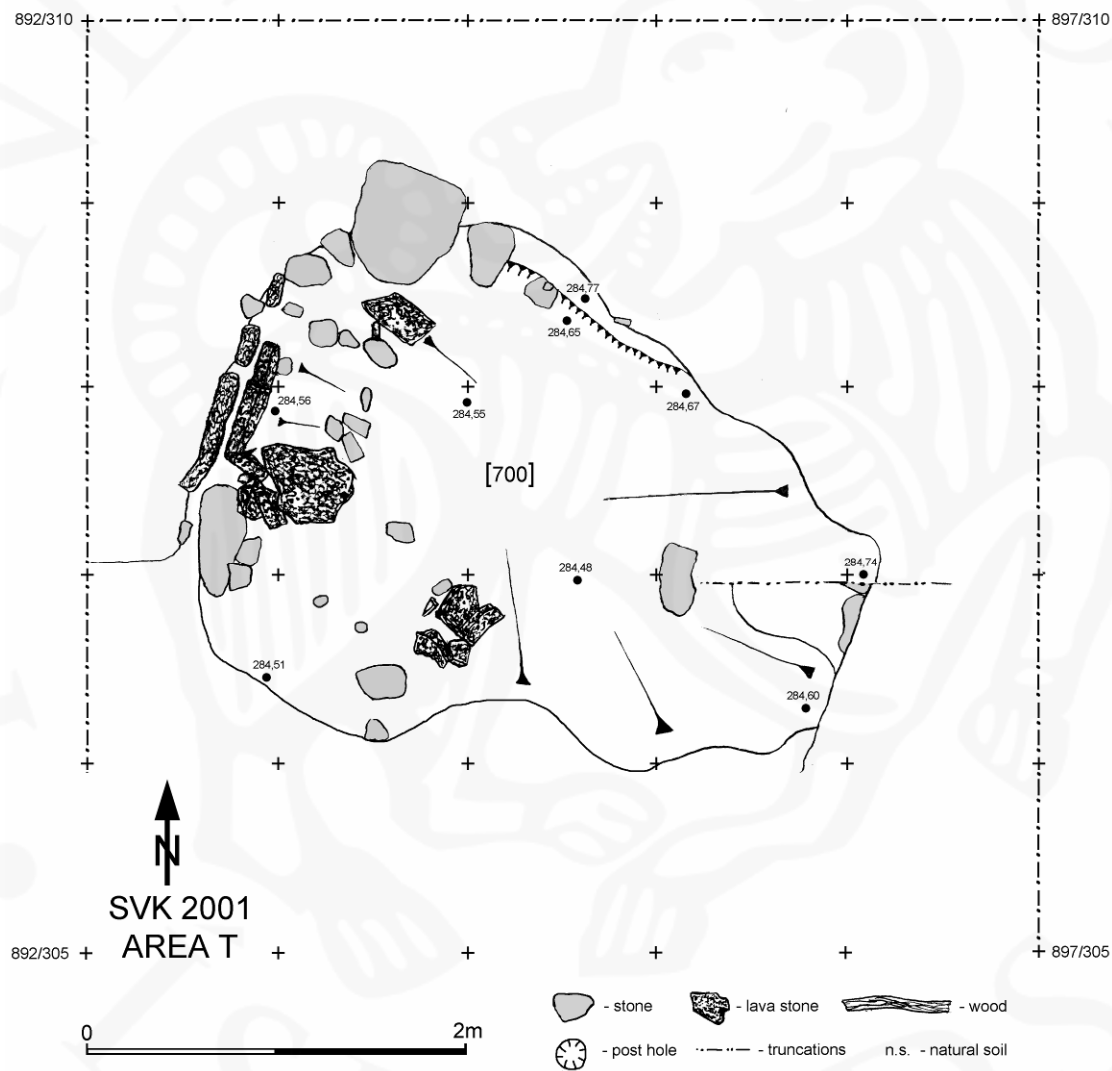 892/310 897/310
284,77
284,65
284,56 284,55 284,67
[700]
284,48 284,74
284,51
284,60
N
SVK 2001
AREA T
892/305 897/305
- stone - lava stone - wood
0 2m
- post hole - truncations n.s. - natural soil